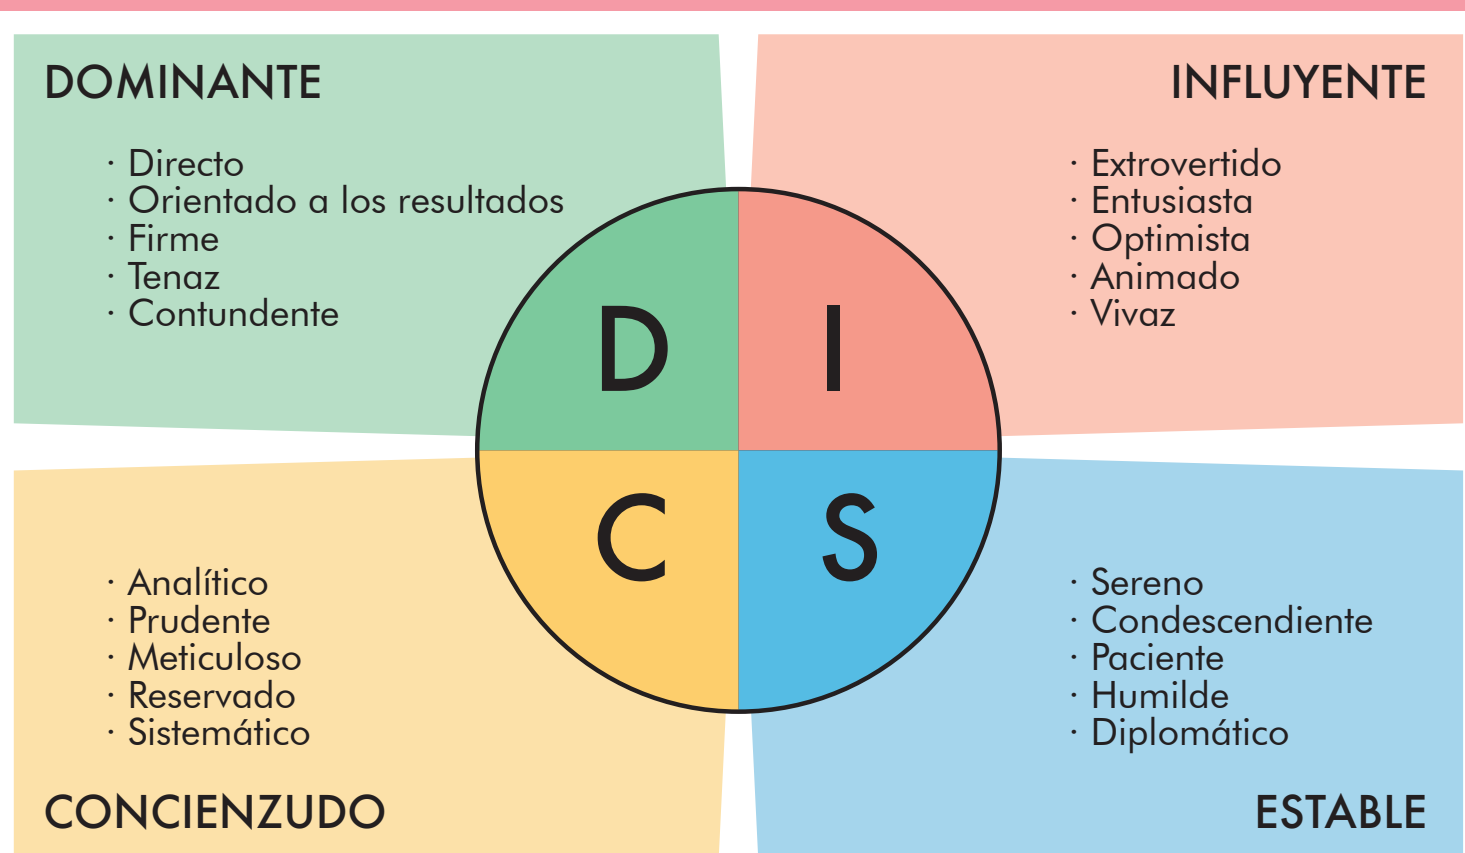 DOMINANTE
· Directo
· Orientado a los resultados
· Firme
· Tenaz
· Contundente
INFLUYENTE
· Extrovertido
· Entusiasta
· Optimista
· Animado
· Vivaz
D
I
C
S
· Analítico
· Prudente
· Meticuloso
· Reservado
· Sistemático
CONCIENZUDO
· Sereno
· Condescendiente
· Paciente
· Humilde
· Diplomático
ESTABLE